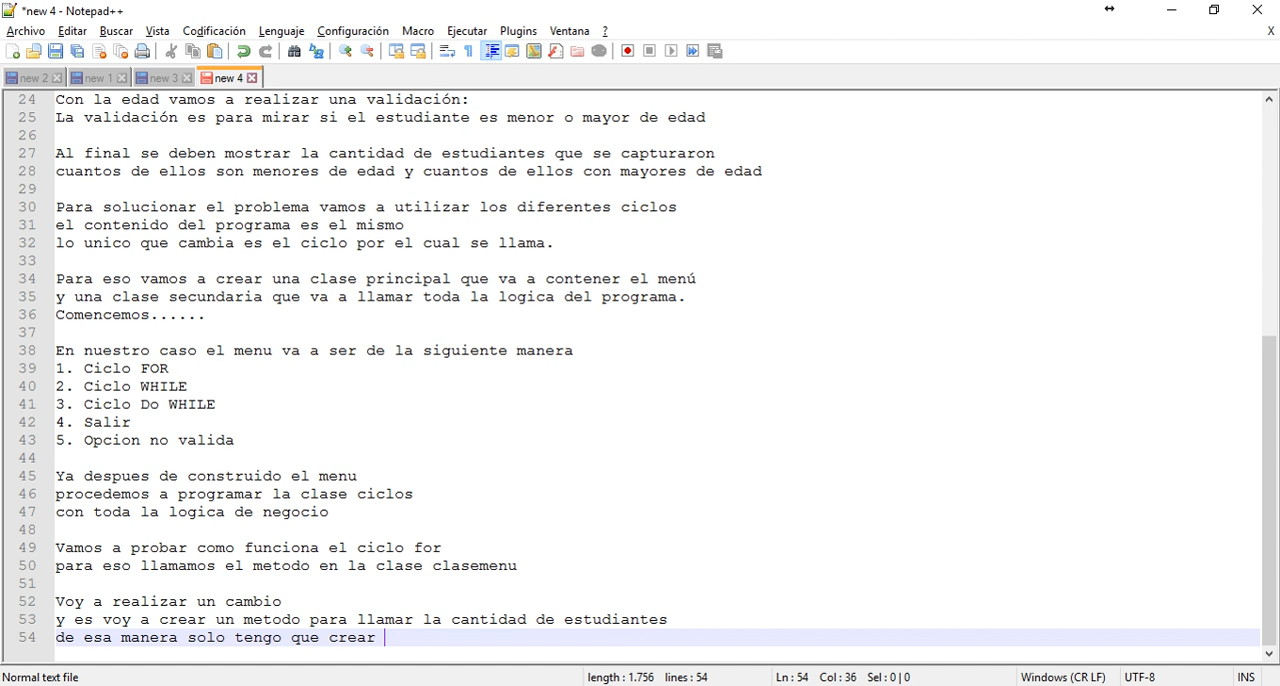 *new 4 - Notepad++
Archivo Editar Buscar Vista Codificación Lenguaje Configuración Macro Ejecutar Plugins Ventana ? X
new 2 new 1 new 3 new 4
24 Con la edad vamos a realizar una validación:
25 La validación es para mirar si el estudiante es menor o mayor de edad
26
27 Al final se deben mostrar la cantidad de estudiantes que se capturaron
28 cuantos de ellos son menores de edad y cuantos de ellos con mayores de edad
29
30 Para solucionar el problema vamos a utilizar los diferentes ciclos
31 el contenido del programa es el mismo
32 lo unico que cambia es el ciclo por el cual se llama.
33
34 Para eso vamos a crear una clase principal que va a contener el menú
35 y una clase secundaria que va a llamar toda la logica del programa.
36 Comencemos......
37
38 En nuestro caso el menu va a ser de la siguiente manera
39 1. Ciclo FOR
40 2. Ciclo WHILE
41 3. Ciclo Do WHILE
42 4. Salir
43 5. Opcion no valida
44
45 Ya despues de construido el menu
46 procedemos a programar la clase ciclos
47 con toda la logica de negocio
48
49 Vamos a probar como funciona el ciclo for
50 para eso llamamos el metodo en la clase clasemenu
51
52 Voy a realizar un cambio
53 y es voy a crear un metodo para llamar la cantidad de estudiantes
54 de esa manera solo tengo que crear
Normal text file length : 1.756 lines : 54 Ln : 54 Col : 36 Sel : 0 | 0 Windows (CR LF) UTF-8 INS